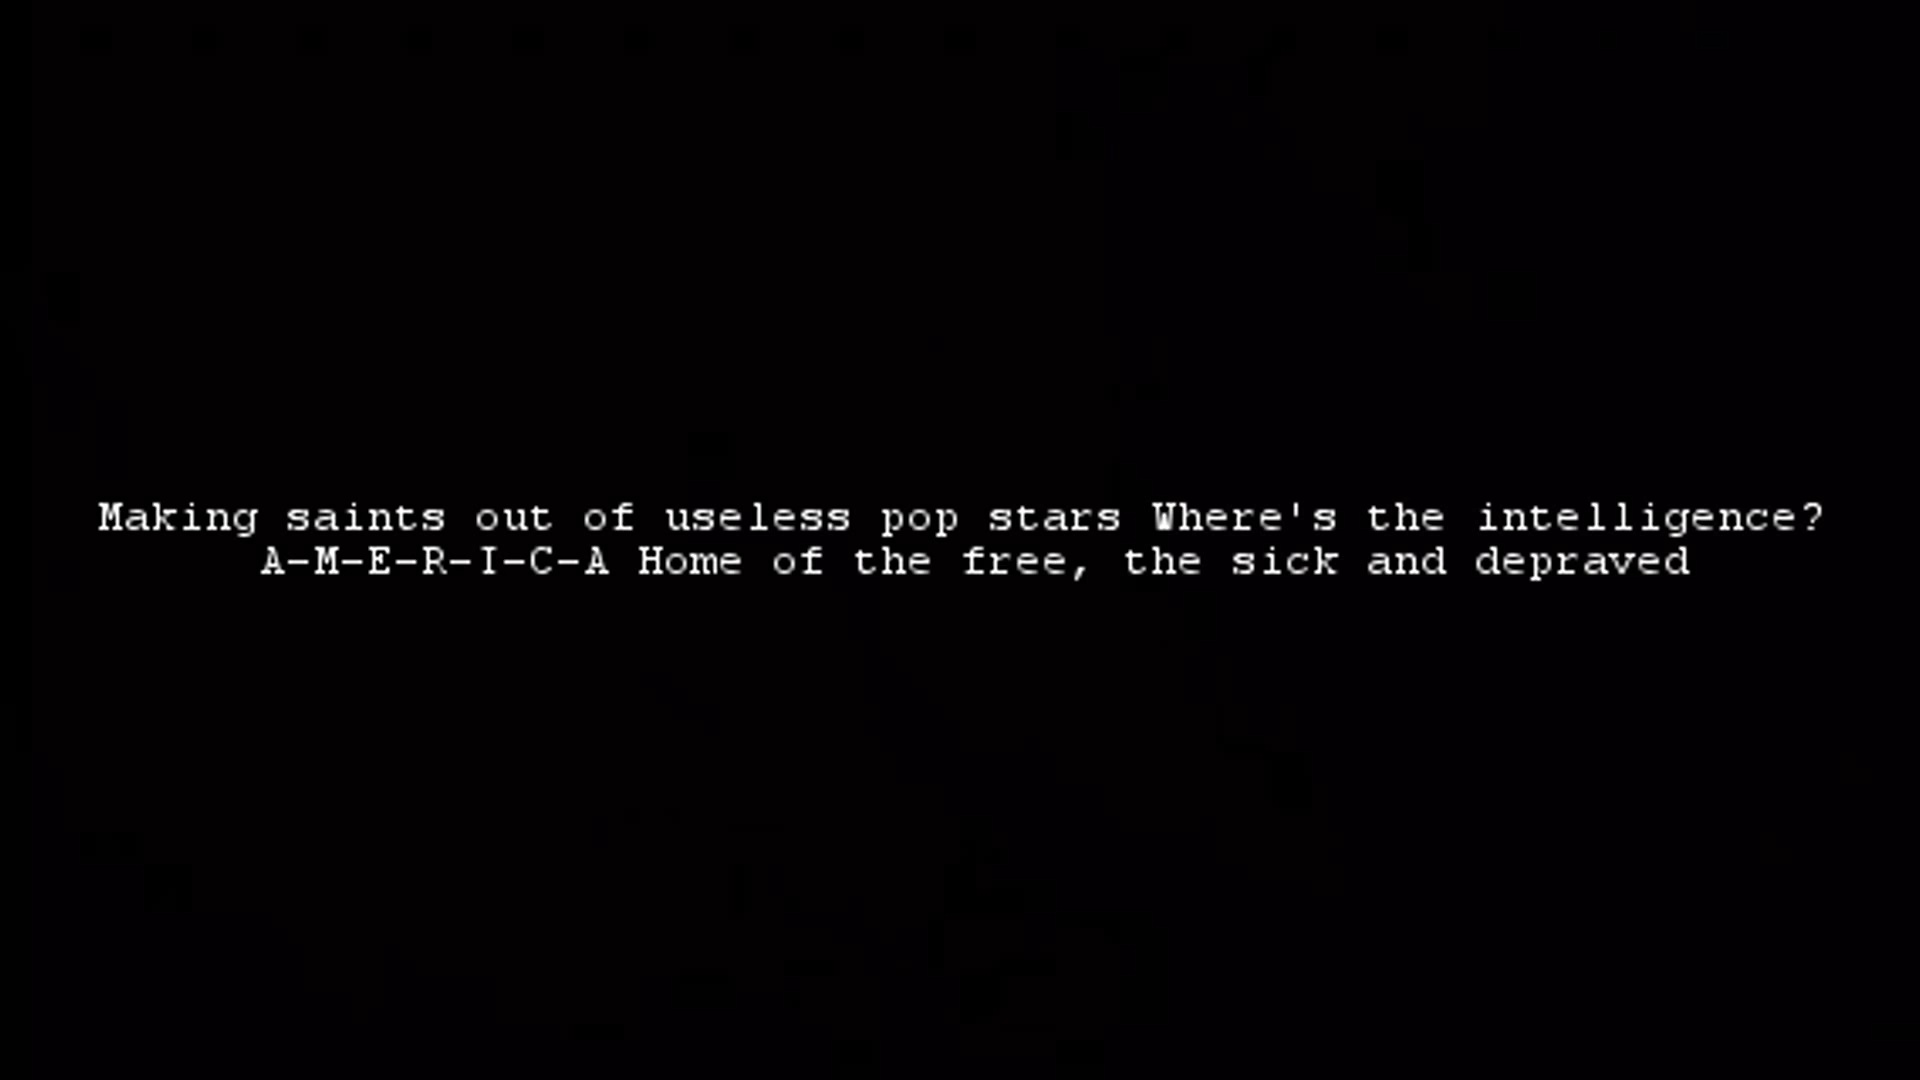 Making saints out of useless pop stars Where's the intelligence?
A-M-E-R-I-C-A Home of the free, the sick and depraved